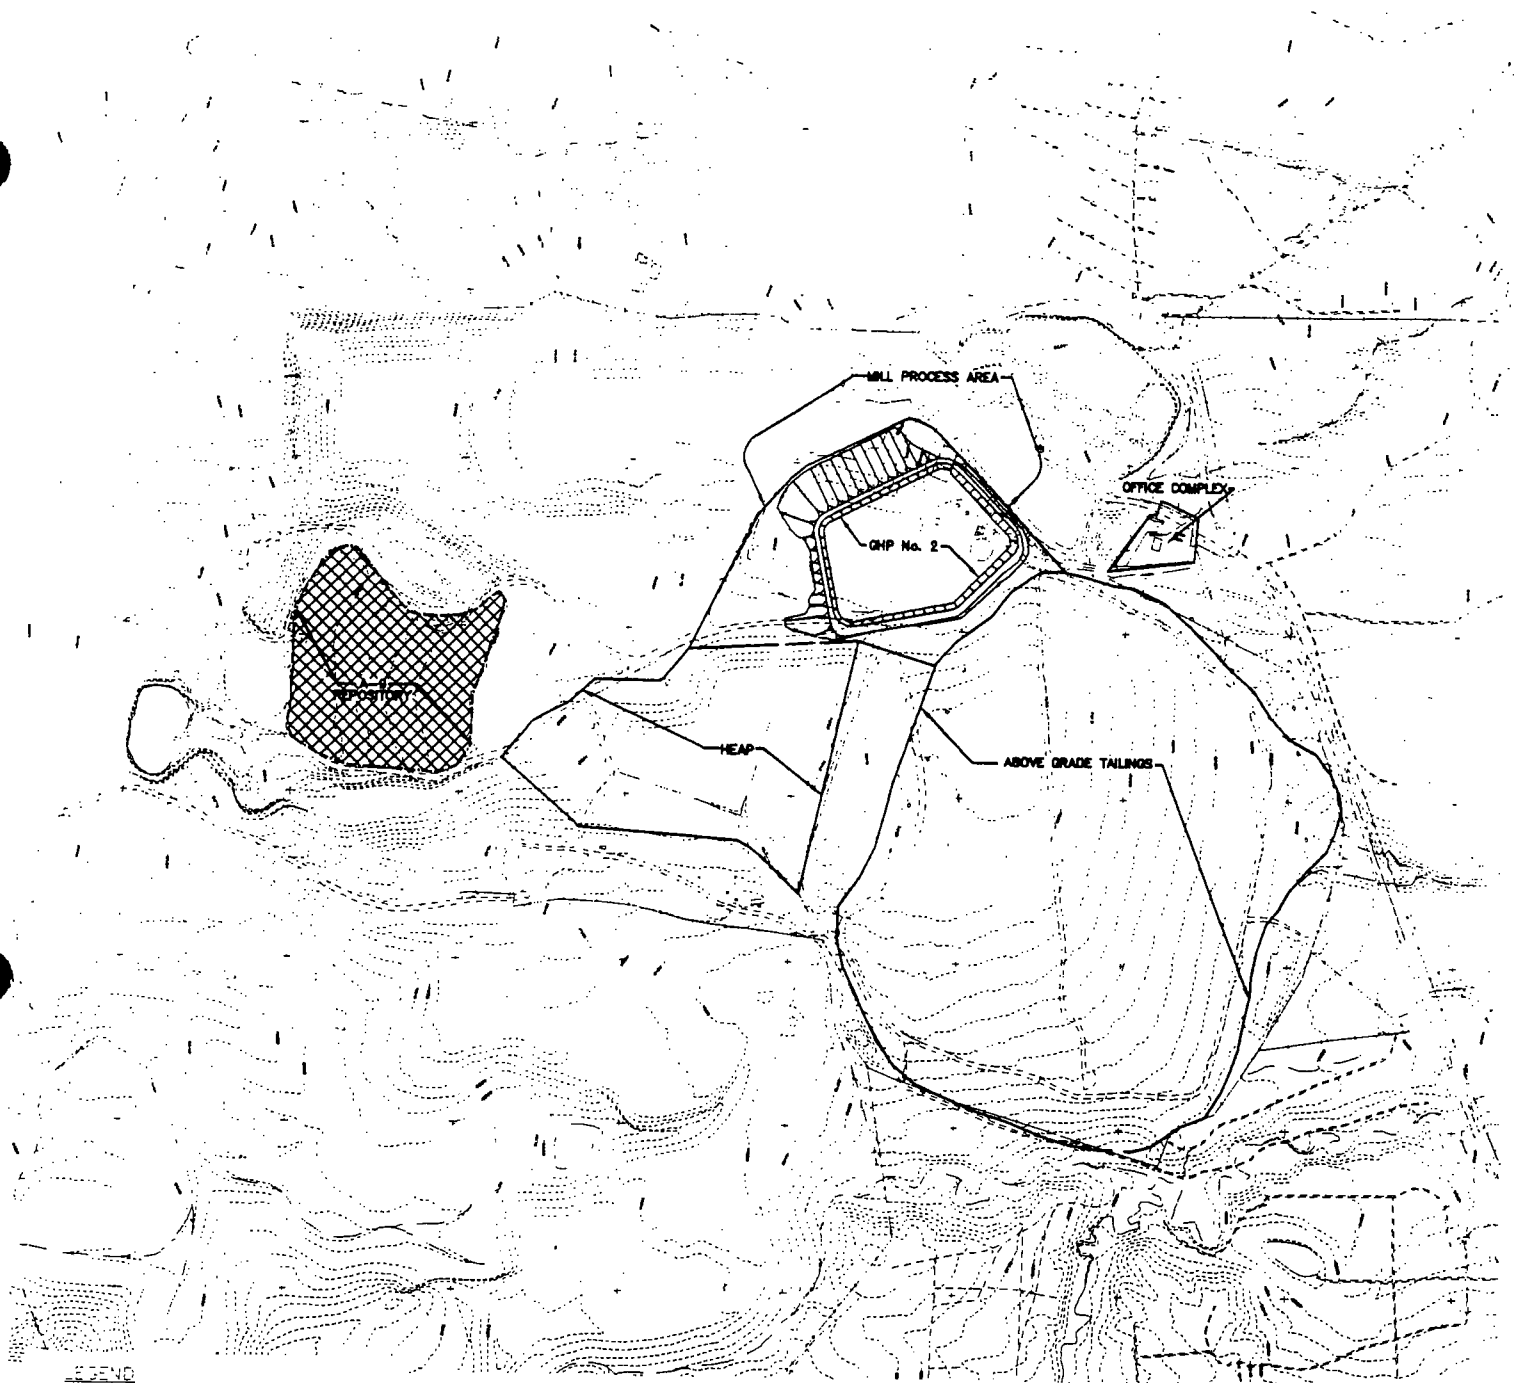 MILL PROCESS AREA
OFFICE COMPLEX
GHP No. 2
REPOSITORY
HEAP
ABOVE GRADE TAILINGS
LEGEND